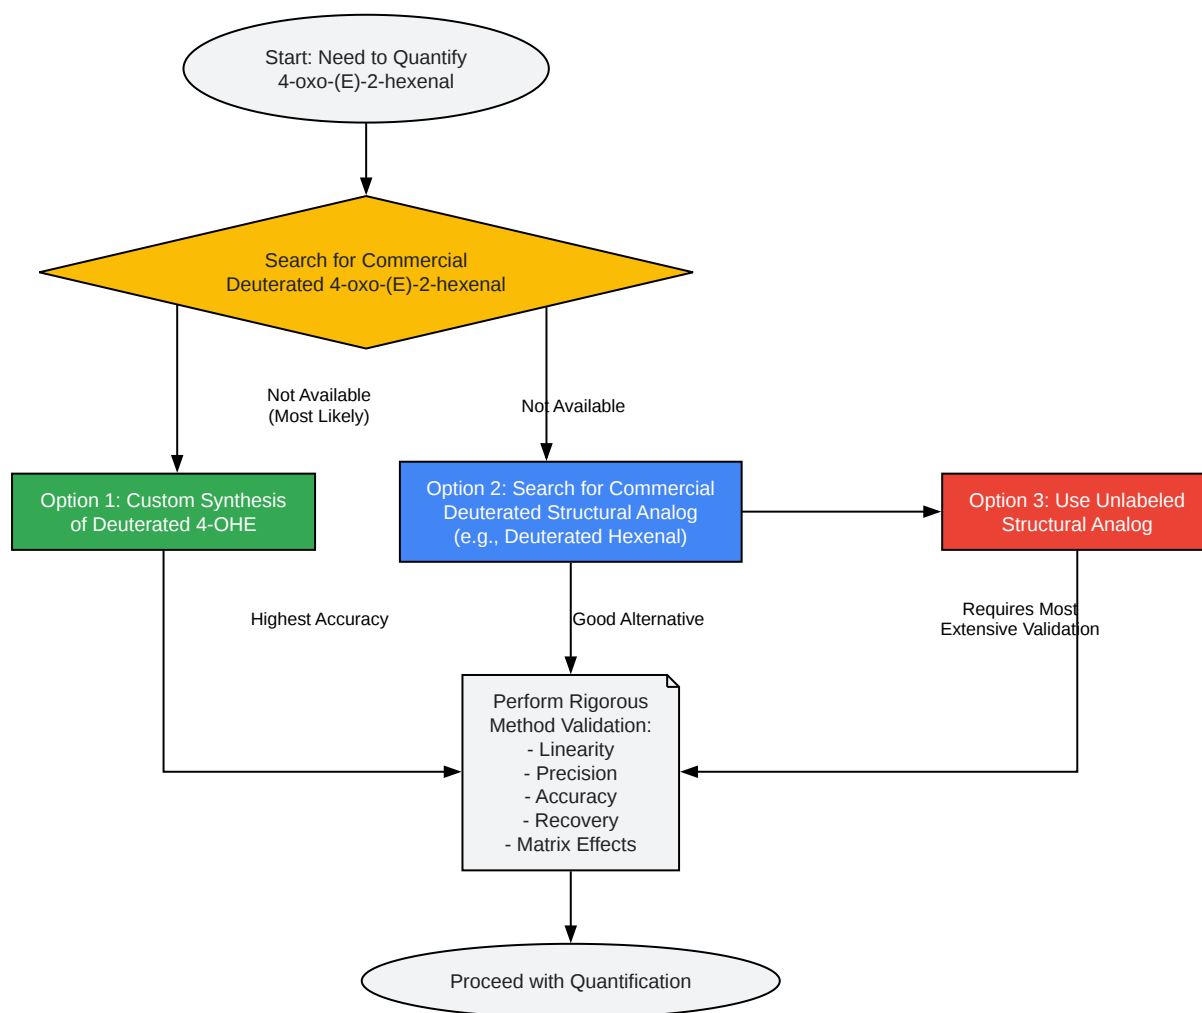 Start: Need to Quantify
4-oxo-(E)-2-hexenal
Search for Commercial
Deuterated 4-oxo-(E)-2-hexenal
Not Available
(Most Likely)
Not Available
Option 1: Custom Synthesis
of Deuterated 4-OHE
Option 2: Search for Commercial
Deuterated Structural Analog
(e.g., Deuterated Hexenal)
Option 3: Use Unlabeled
Structural Analog
Highest Accuracy
Good Alternative
Requires Most
Extensive Validation
Perform Rigorous
Method Validation:
- Linearity
- Precision
- Accuracy
- Recovery
- Matrix Effects
Proceed with Quantification